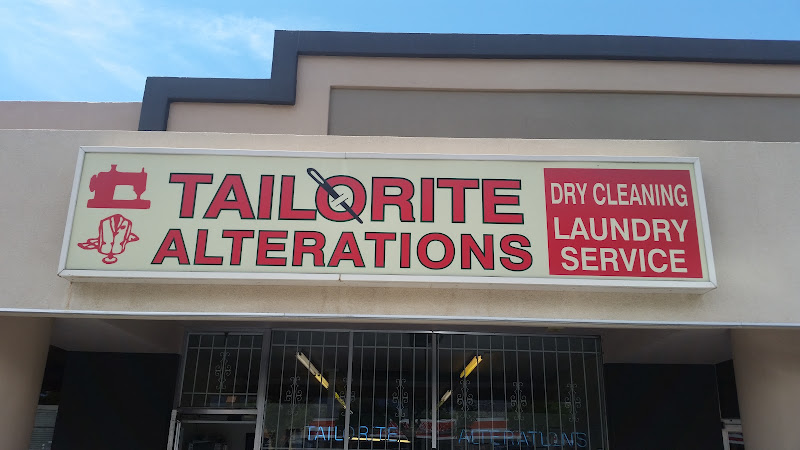 TAILORITE
ALTERATIONS
DRY CLEANING
LAUNDRY
SERVICE
TAILORITE ALTERATIONS